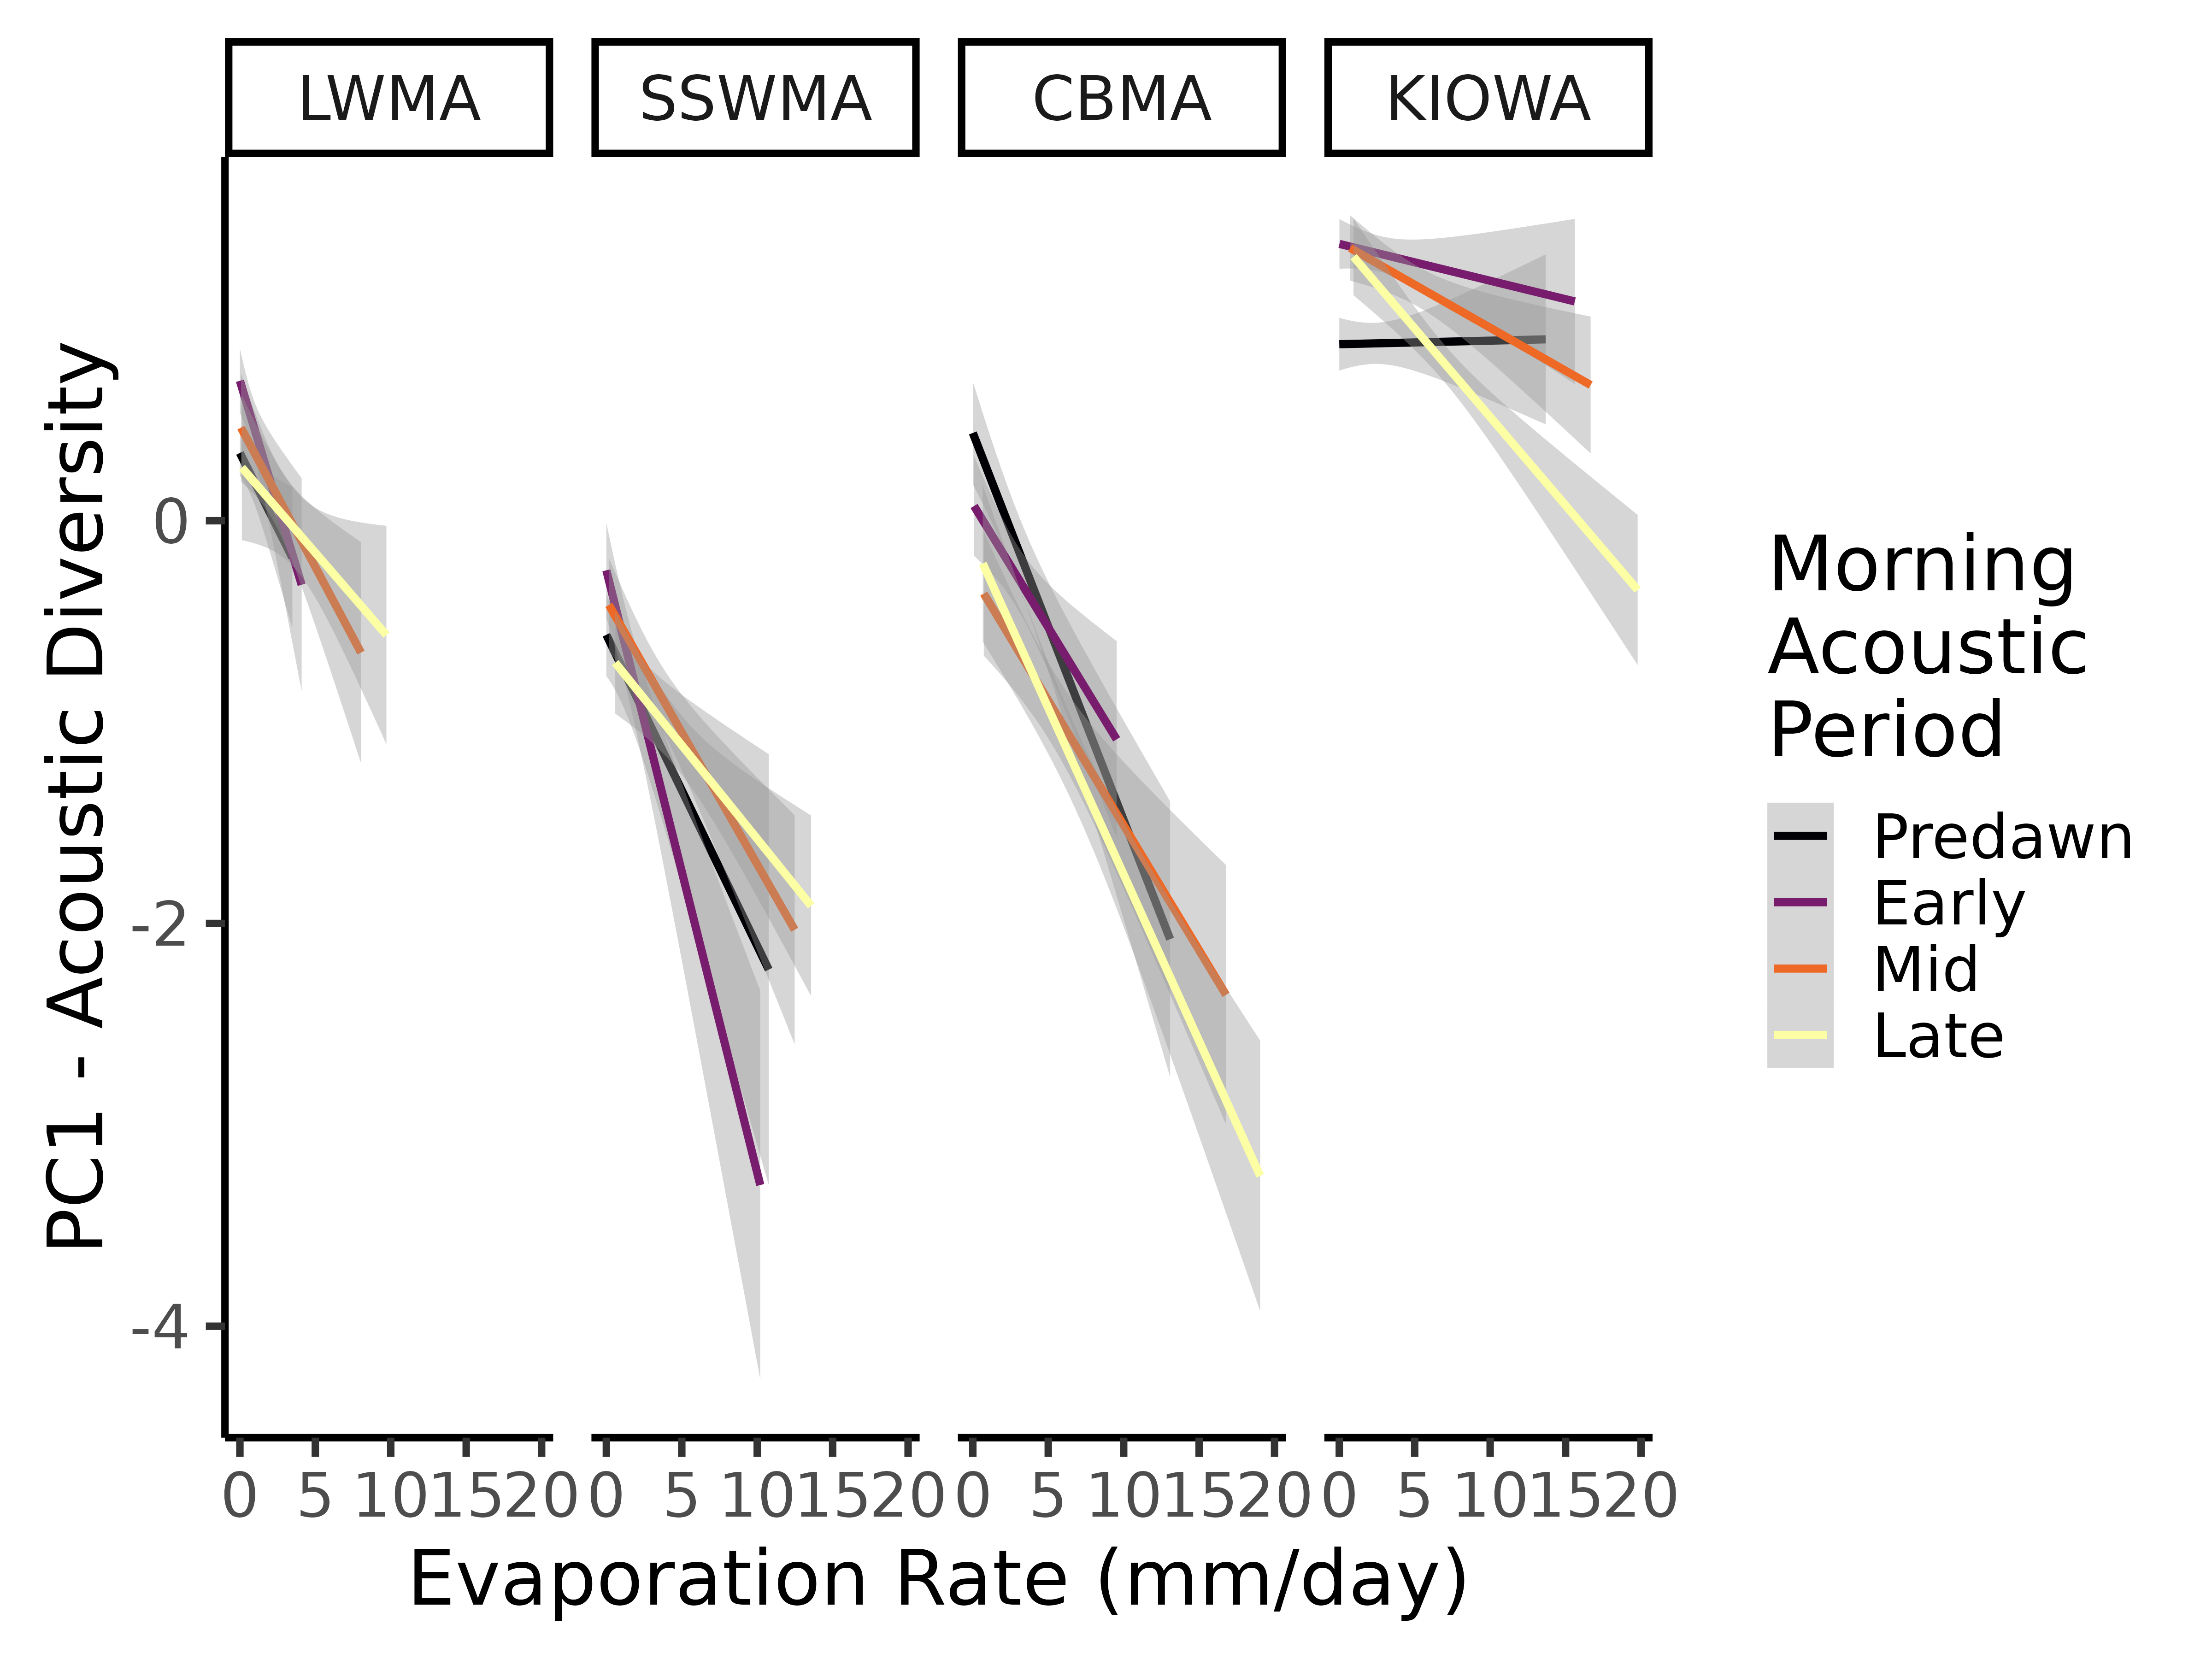 LWMA SSWMA CBMA KIOWA
PC1 - Acoustic Diversity
0
-2
-4
0 5 10 15 20 0 5 10 15 20 0 5 10 15 20 0 5 10 15 20
Evaporation Rate (mm/day)
Morning
Acoustic
Period
Predawn
Early
Mid
Late